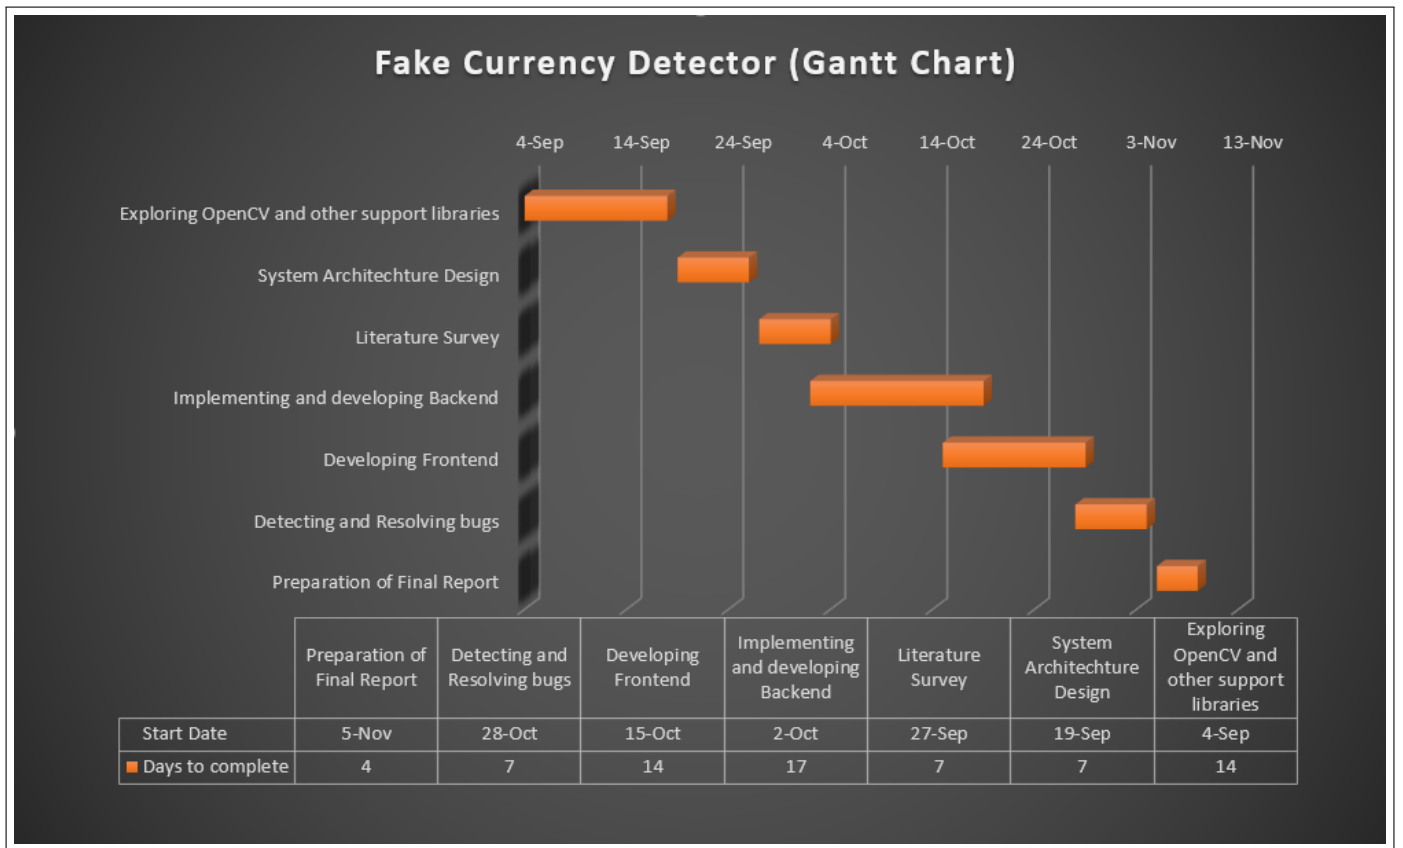 Fake Currency Detector (Gantt Chart)
4-Sep 14-Sep 24-Sep 4-Oct 14-Oct 24-Oct 3-Nov 13-Nov
Exploring OpenCV and other support libraries
System Architechture Design
Literature Survey
Implementing and developing Backend
Developing Frontend
Detecting and Resolving bugs
Preparation of Final Report
Preparation of
Final Report
Detecting and
Resolving bugs
Developing
Frontend
Implementing
and developing
Backend
Literature
Survey
System
Architechture
Design
Exploring
OpenCV and
other support
libraries
Start Date 5-Nov 28-Oct 15-Oct 2-Oct 27-Sep 19-Sep 4-Sep
Days to complete 4 7 14 17 7 7 14